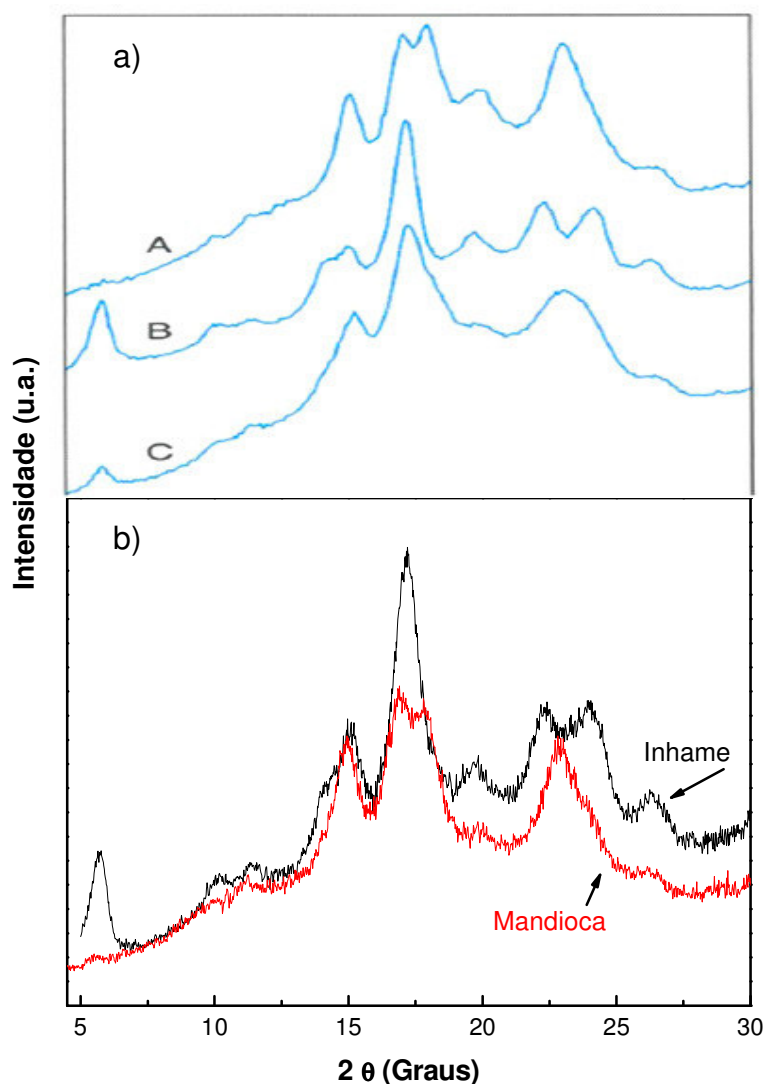 a)
A
B
C
Intensidade (u.a.)
b)
Inhame
Mandioca
5 10 15 20 25 30
2 θ (Graus)